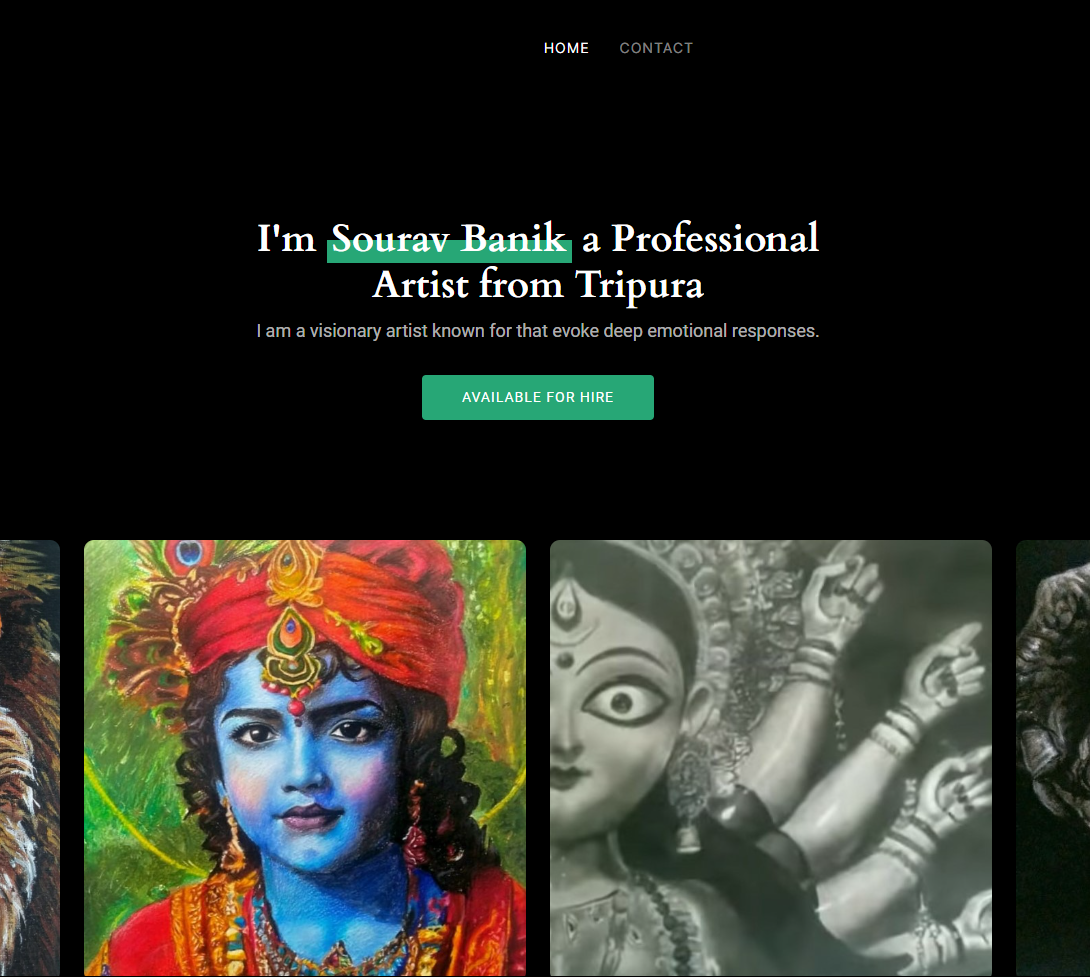 HOME CONTACT
I'm Sourav Banik a Professional
Artist from Tripura
I am a visionary artist known for that evoke deep emotional responses.
AVAILABLE FOR HIRE